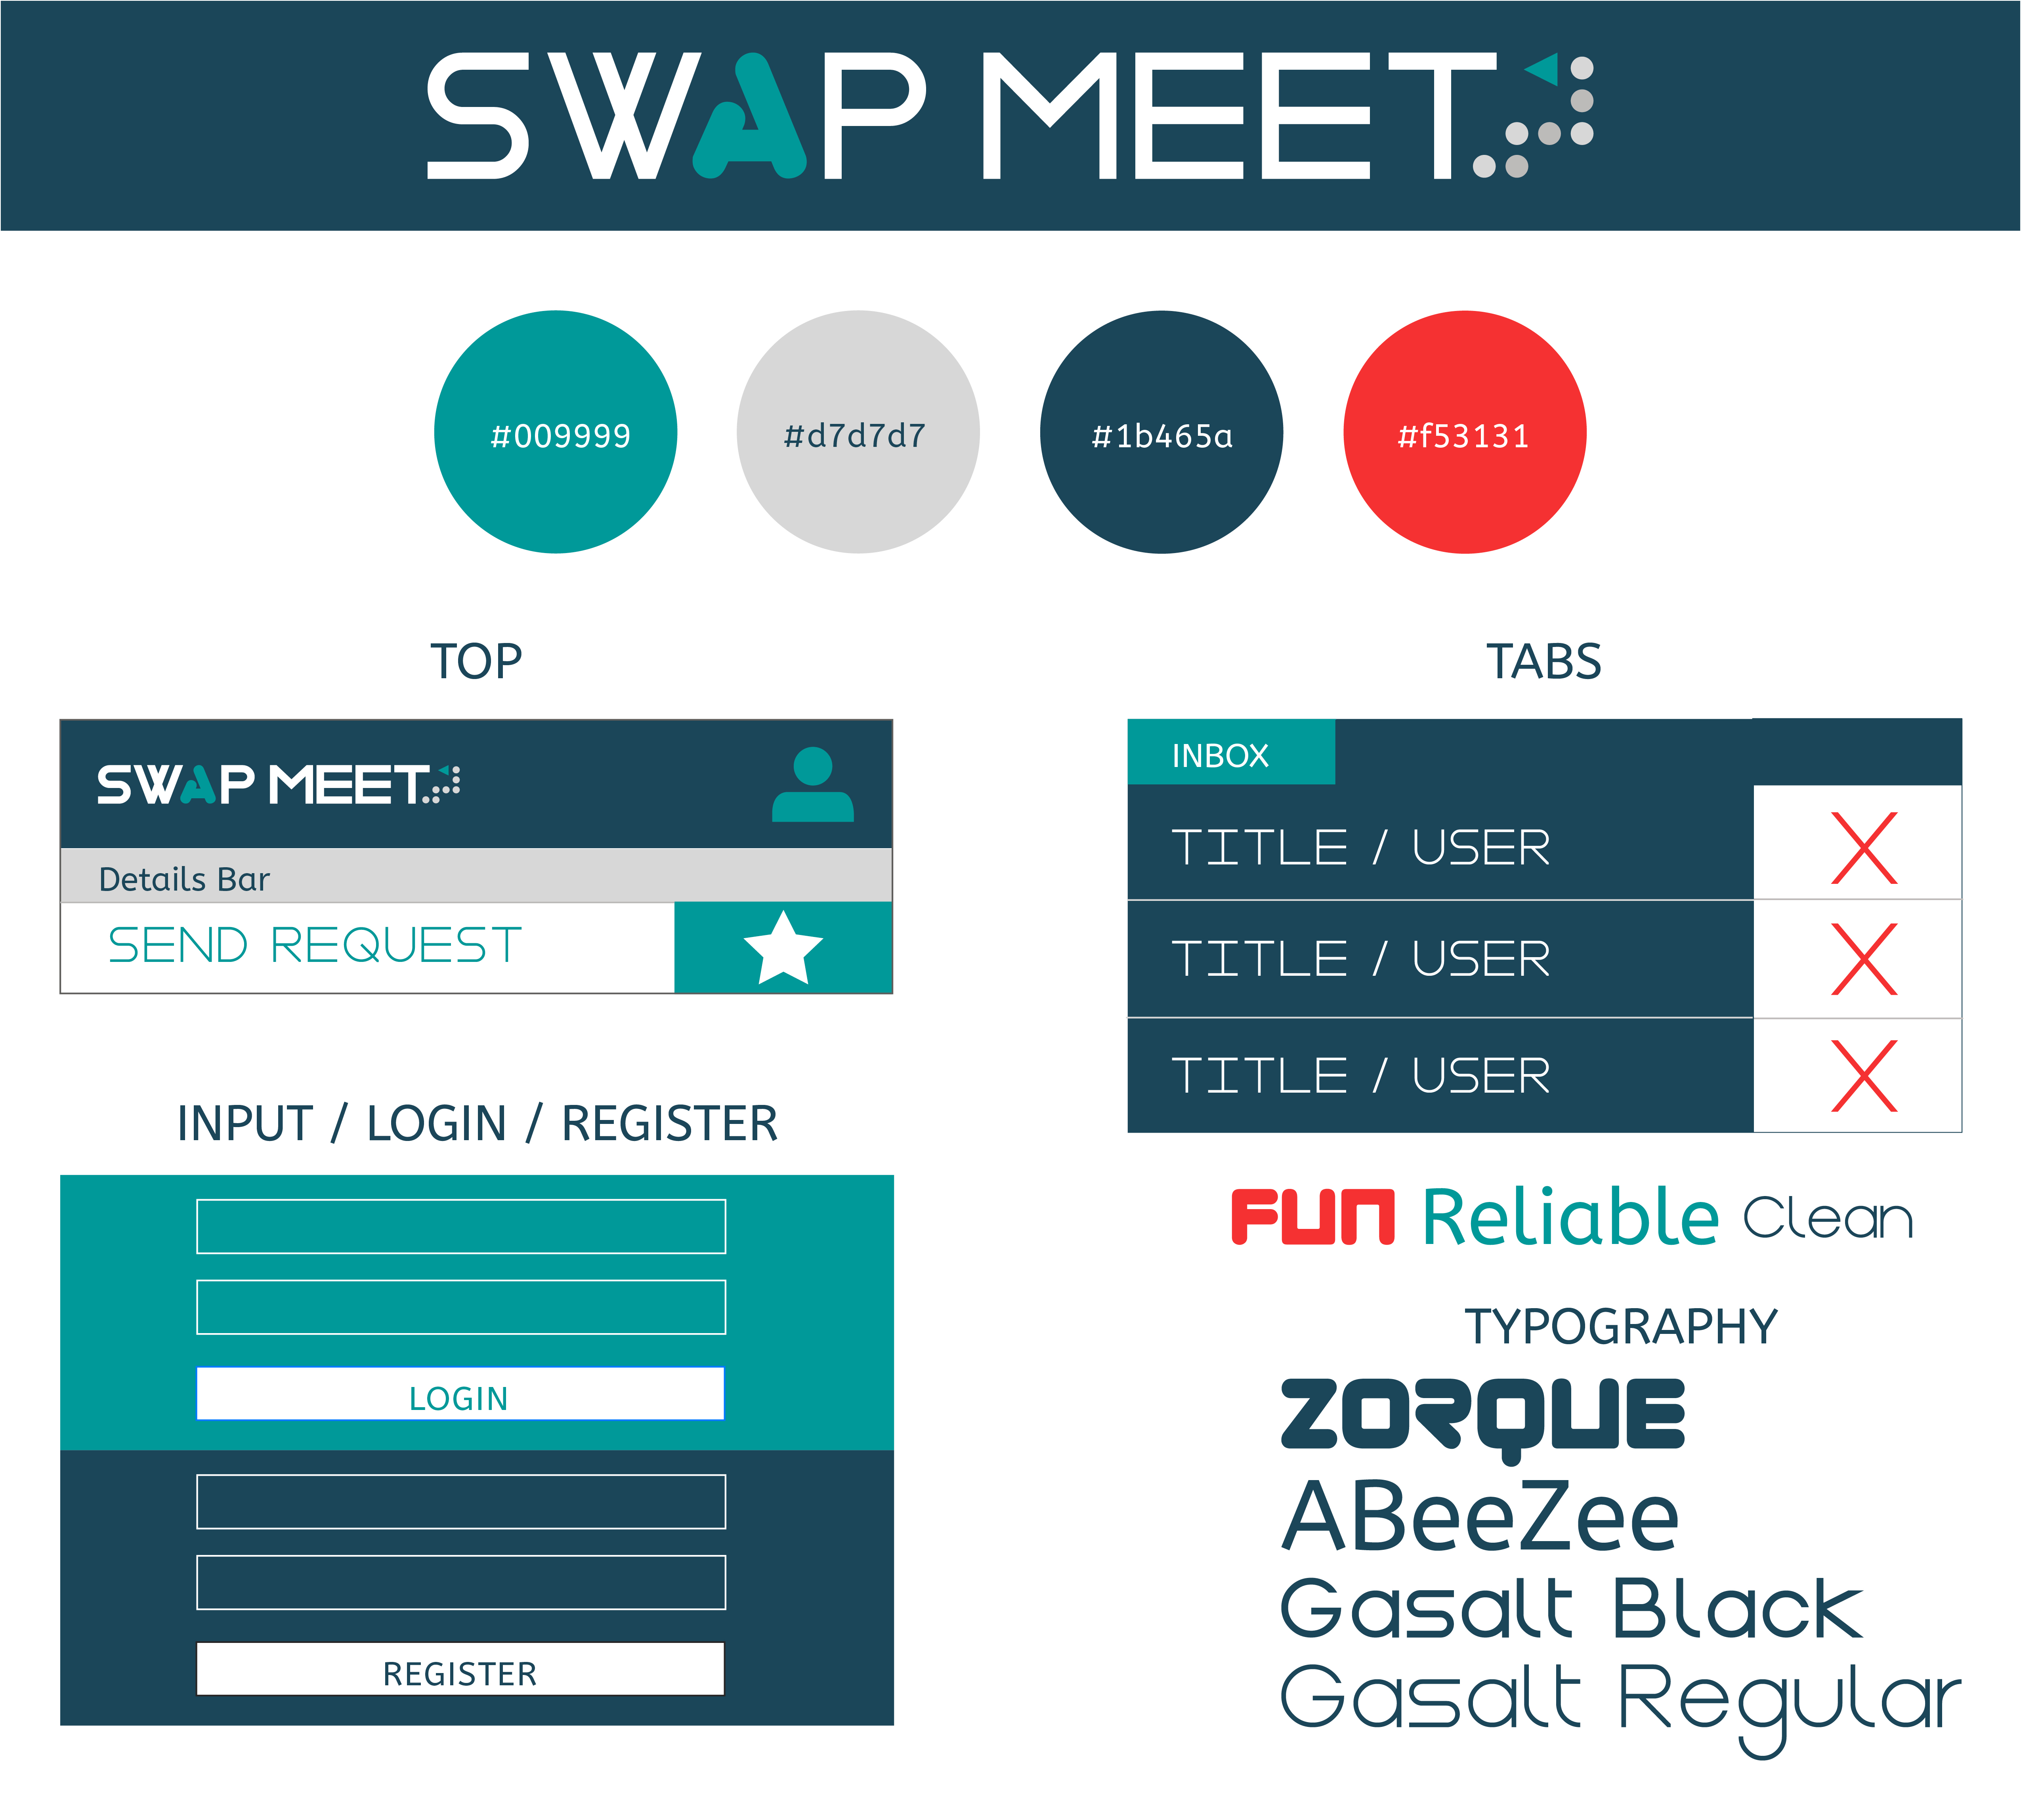 SWAP MEET
#009999
#d7d7d7
#1b465a
#f53131
TOP
SWAP MEET
Details Bar
SEND REQUEST
TABS
INBOX
TITLE / USER
X
TITLE / USER
X
TITLE / USER
X
INPUT / LOGIN / REGISTER
LOGIN
REGISTER
FUN Reliable Clean
TYPOGRAPHY
ZORQUE
ABeeZee
Gasalt Black
Gasalt Regular